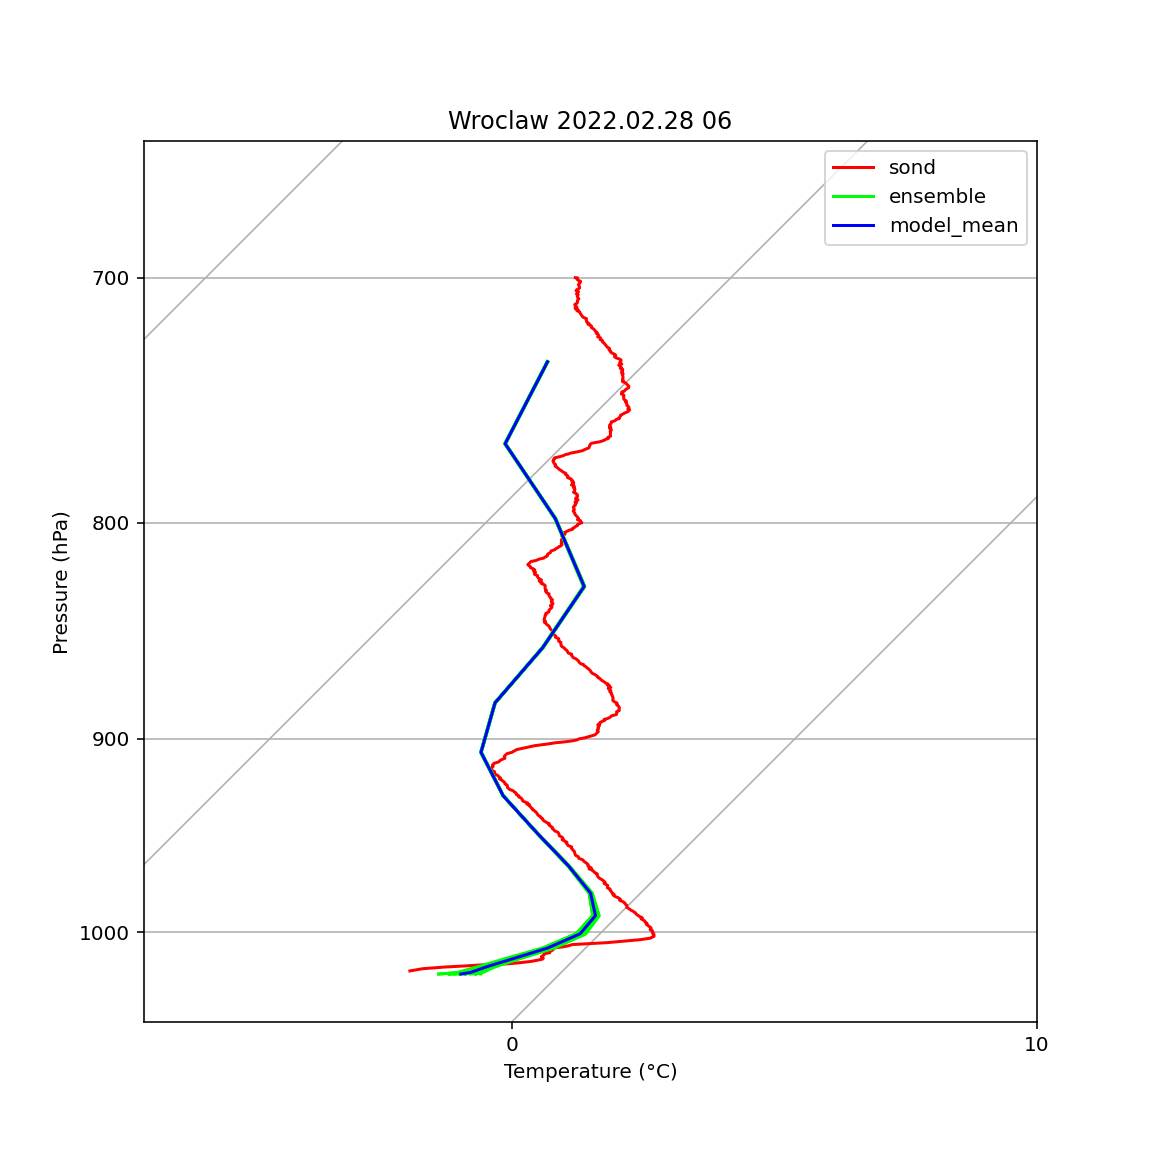 Wroclaw 2022.02.28 06
sond
ensemble
model_mean
700
800
900
1000
Pressure (hPa)
0
10
Temperature (°C)